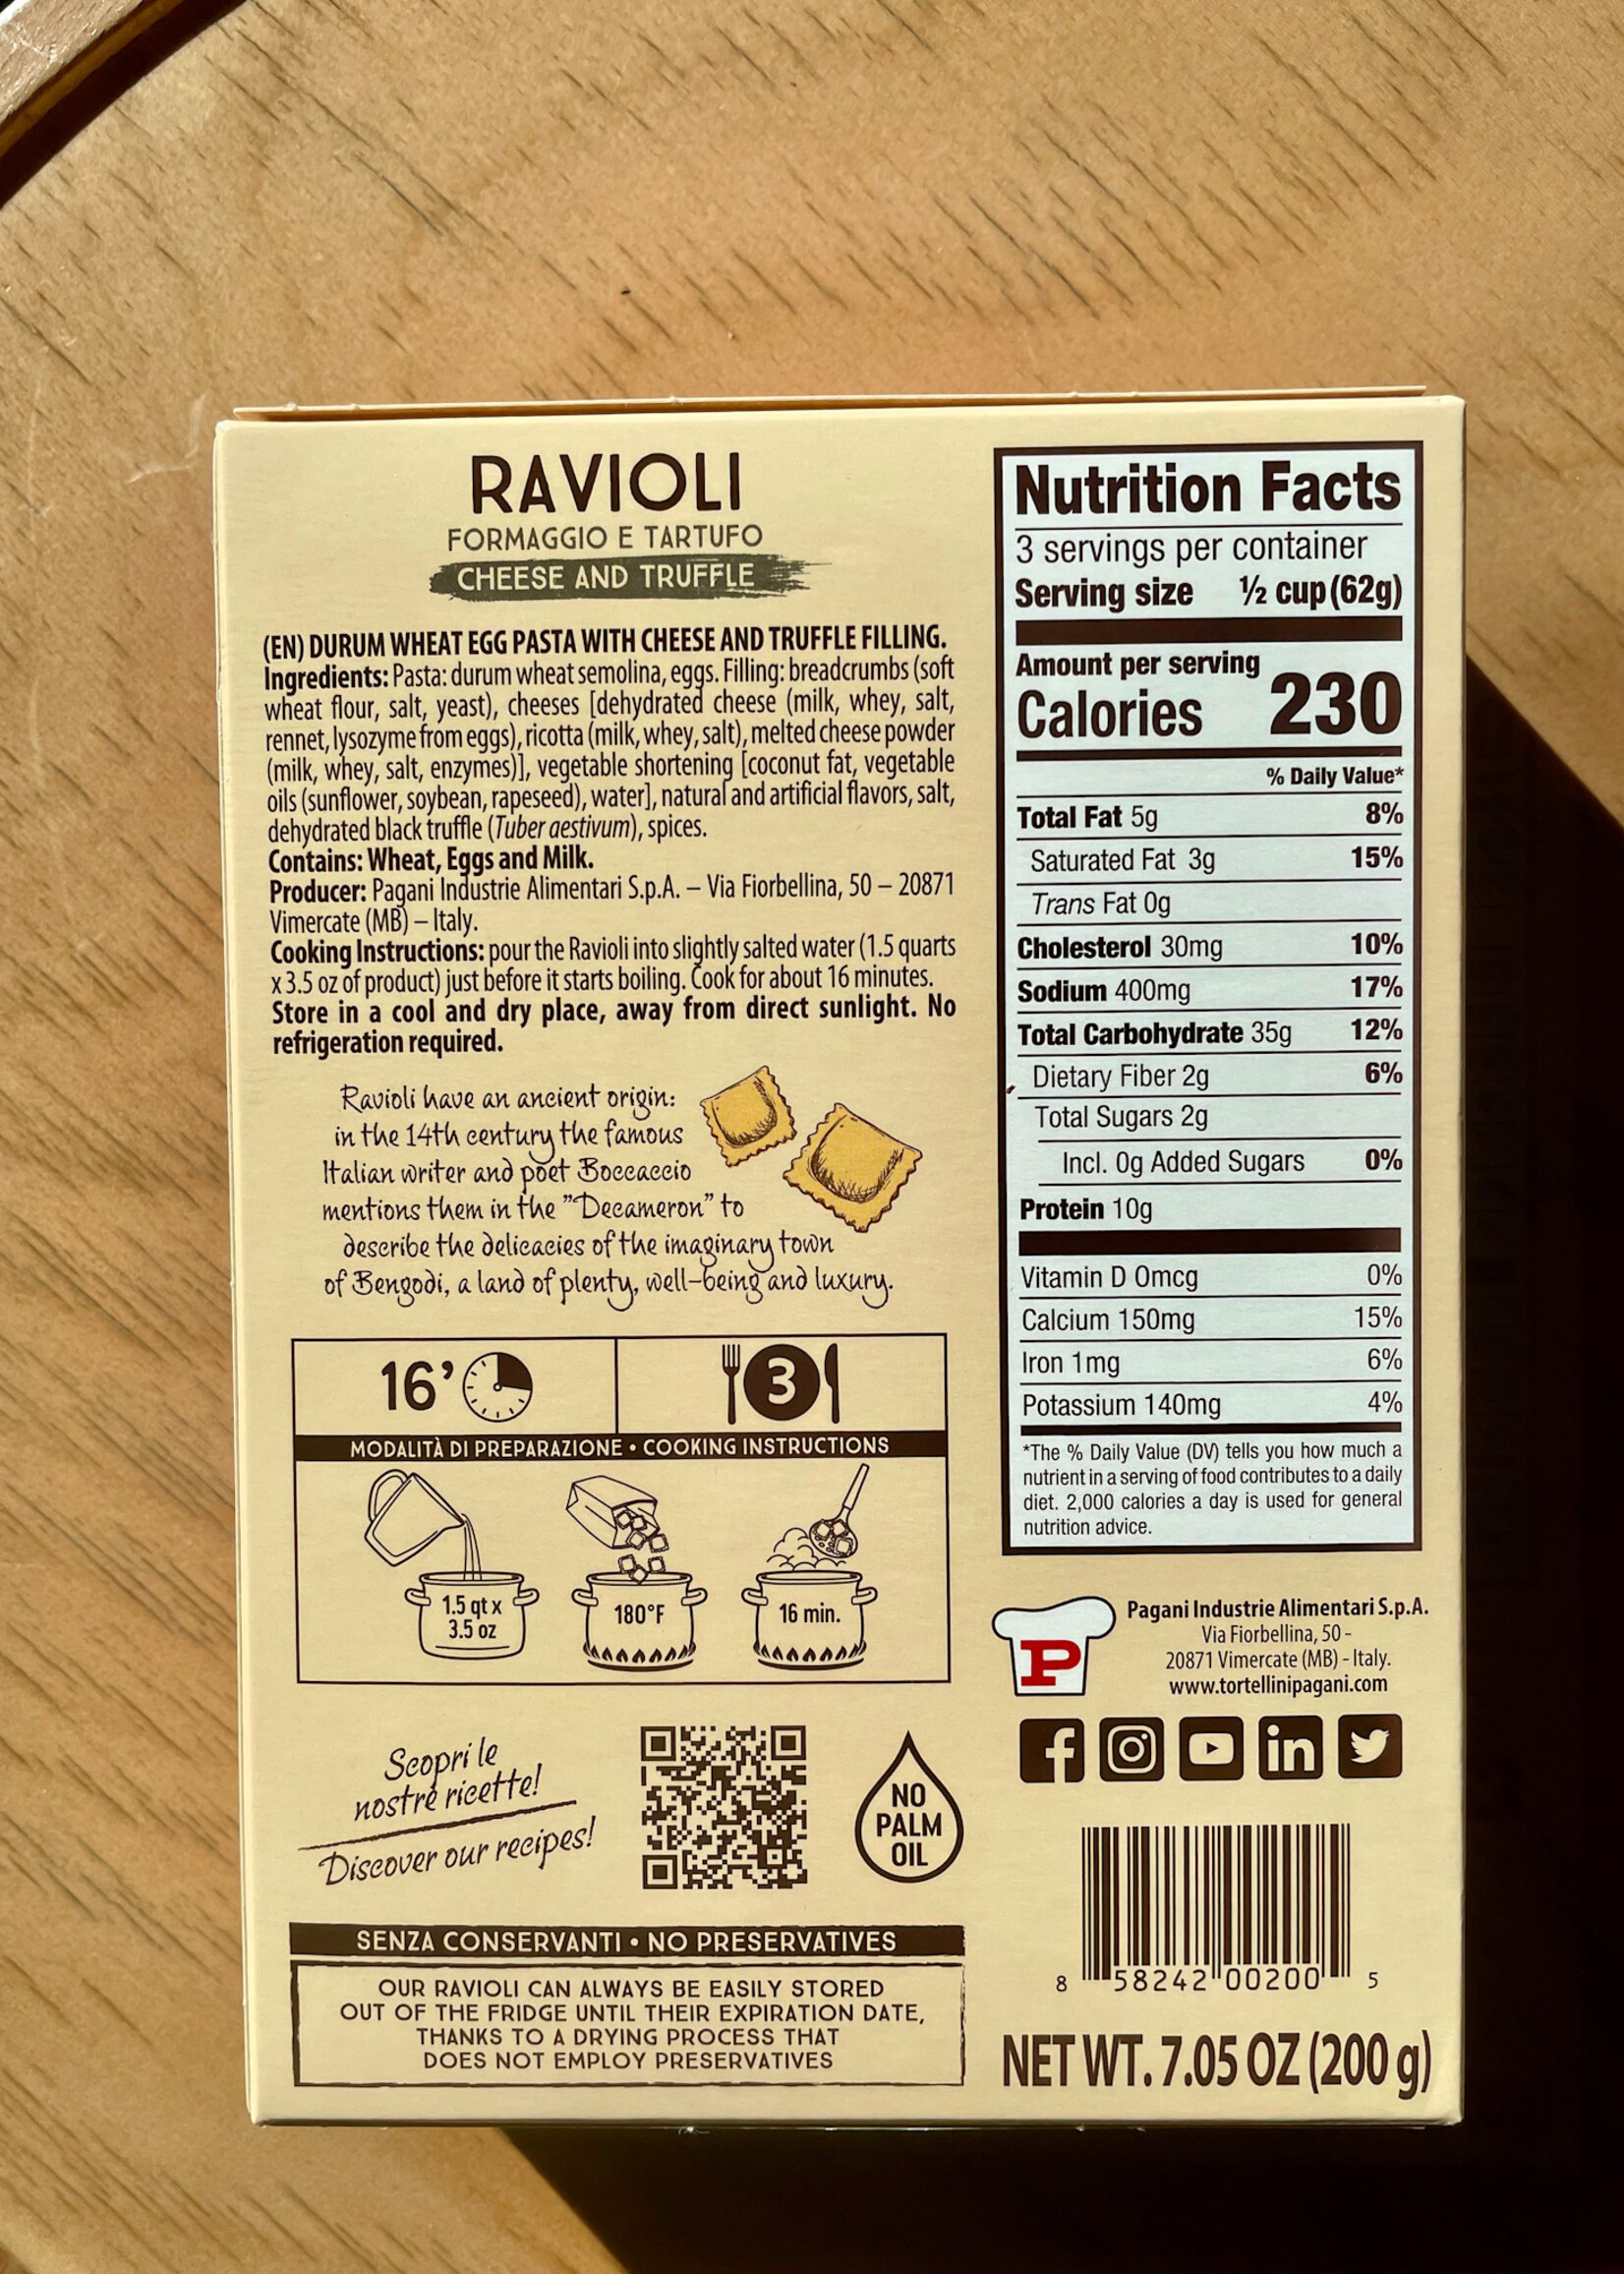 RAVIOLI
FORMAGGIO E TARTUFO
CHEESE AND TRUFFLE
(EN) DURUM WHEAT EGG PASTA WITH CHEESE AND TRUFFLE FILLING.
Ingredients: Pasta: durum wheat semolina, eggs. Filling: breadcrumbs (soft
wheat flour, salt, yeast), cheeses [dehydrated cheese (milk, whey, salt,
rennet, lysozyme from eggs), ricotta (milk, whey, salt), melted cheese powder
(milk, whey, salt, enzymes)], vegetable shortening [coconut fat, vegetable
oils (sunflower, soybean, rapeseed), water], natural and artificial flavors, salt,
dehydrated black truffle (Tuber aestivum), spices.
Contains: Wheat, Eggs and Milk.
Producer: Pagani Industrie Alimentari S.p.A. – Via Fiorbellina, 50 – 20871
Vimercate (MB) – Italy.
Cooking Instructions: pour the Ravioli into slightly salted water (1.5 quarts
x 3.5 oz of product) just before it starts boiling. Cook for about 16 minutes.
Store in a cool and dry place, away from direct sunlight. No
refrigeration required.
Ravioli have an ancient origin:
in the 14th century the famous
Italian writer and poet Boccaccio
mentions them in the "Decameron" to
describe the delicacies of the imaginary town
of Bengodi, a land of plenty, well-being and luxury.
16'
3
MODALITÀ DI PREPARAZIONE • COOKING INSTRUCTIONS
1.5 qt x
3.5 oz
180°F
16 min.
Scopri le
nostre ricette!
Discover our recipes!
NO
PALM
OIL
SENZA CONSERVANTI • NO PRESERVATIVES
OUR RAVIOLI CAN ALWAYS BE EASILY STORED
OUT OF THE FRIDGE UNTIL THEIR EXPIRATION DATE,
THANKS TO A DRYING PROCESS THAT
DOES NOT EMPLOY PRESERVATIVES
Nutrition Facts
3 servings per container
Serving size ½ cup (62g)
Amount per serving
Calories 230
% Daily Value*
Total Fat 5g 8%
Saturated Fat 3g 15%
Trans Fat 0g
Cholesterol 30mg 10%
Sodium 400mg 17%
Total Carbohydrate 35g 12%
Dietary Fiber 2g 6%
Total Sugars 2g
Incl. 0g Added Sugars 0%
Protein 10g
Vitamin D 0mcg 0%
Calcium 150mg 15%
Iron 1mg 6%
Potassium 140mg 4%
*The % Daily Value (DV) tells you how much a
nutrient in a serving of food contributes to a daily
diet. 2,000 calories a day is used for general
nutrition advice.
P
Pagani Industrie Alimentari S.p.A.
Via Fiorbellina, 50 -
20871 Vimercate (MB) - Italy.
www.tortellinipagani.com
f
in
8 58242 00200 5
NET WT. 7.05 OZ (200 g)